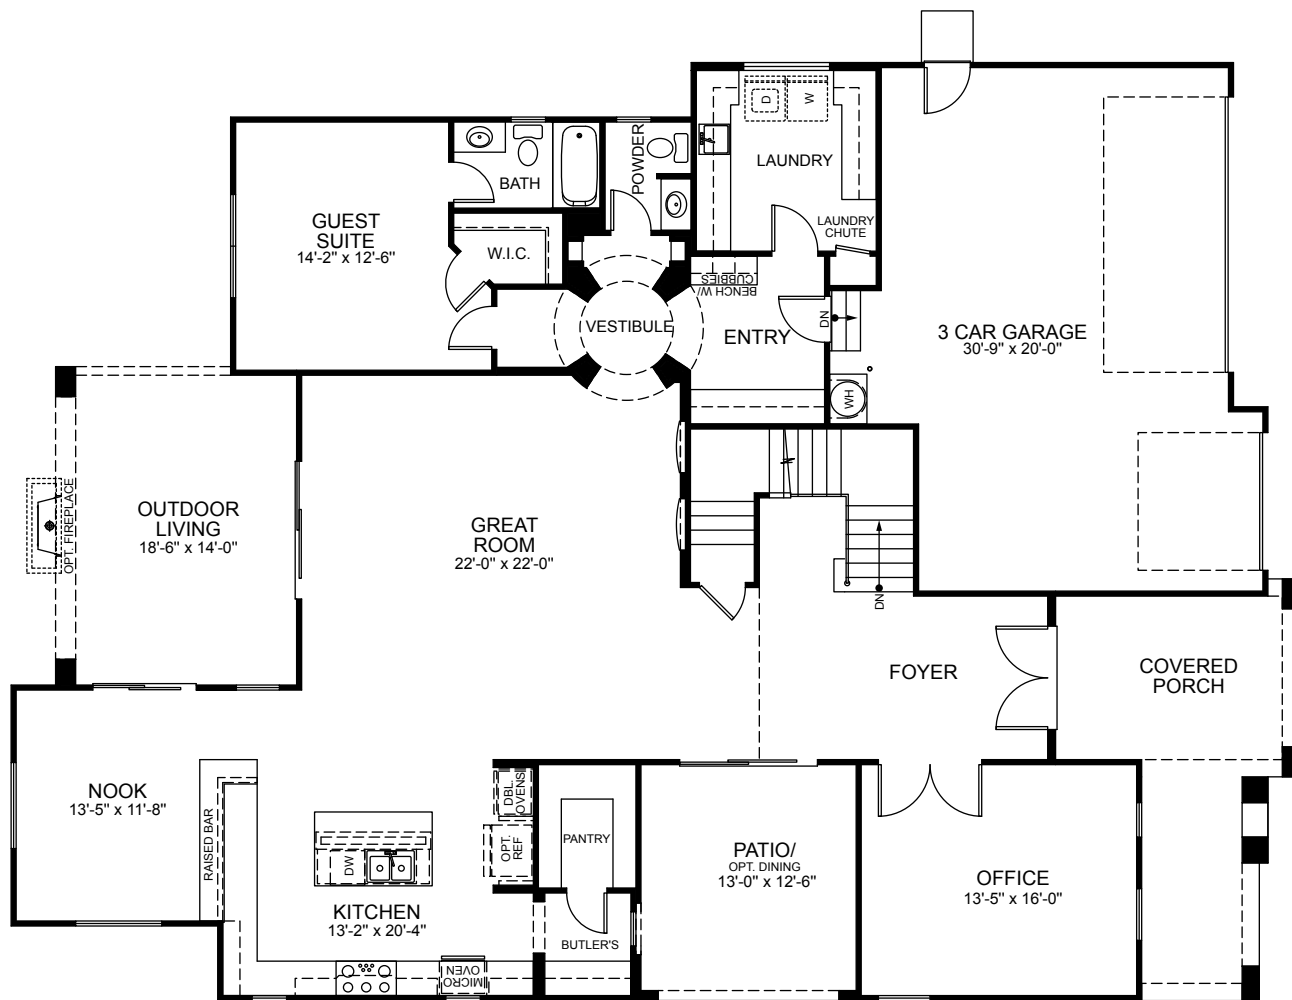 D
W
LAUNDRY
POWDER
BATH
LAUNDRY
CHUTE
GUEST
SUITE
14'-2" x 12'-6"
W.I.C.
BENCH W/
CUBBIES
VESTIBULE
ENTRY
DN
3 CAR GARAGE
30'-9" x 20'-0"
WH
OPT. FIREPLACE
OUTDOOR
LIVING
18'-6" x 14'-0"
GREAT
ROOM
22'-0" x 22'-0"
DN
FOYER
COVERED
PORCH
NOOK
13'-5" x 11'-8"
RAISED BAR
DBL.
OVENS
OPT.
REF
DW
PANTRY
PATIO/
OPT. DINING
13'-0" x 12'-6"
OFFICE
13'-5" x 16'-0"
KITCHEN
13'-2" x 20'-4"
BUTLER'S
MICRO
OVEN